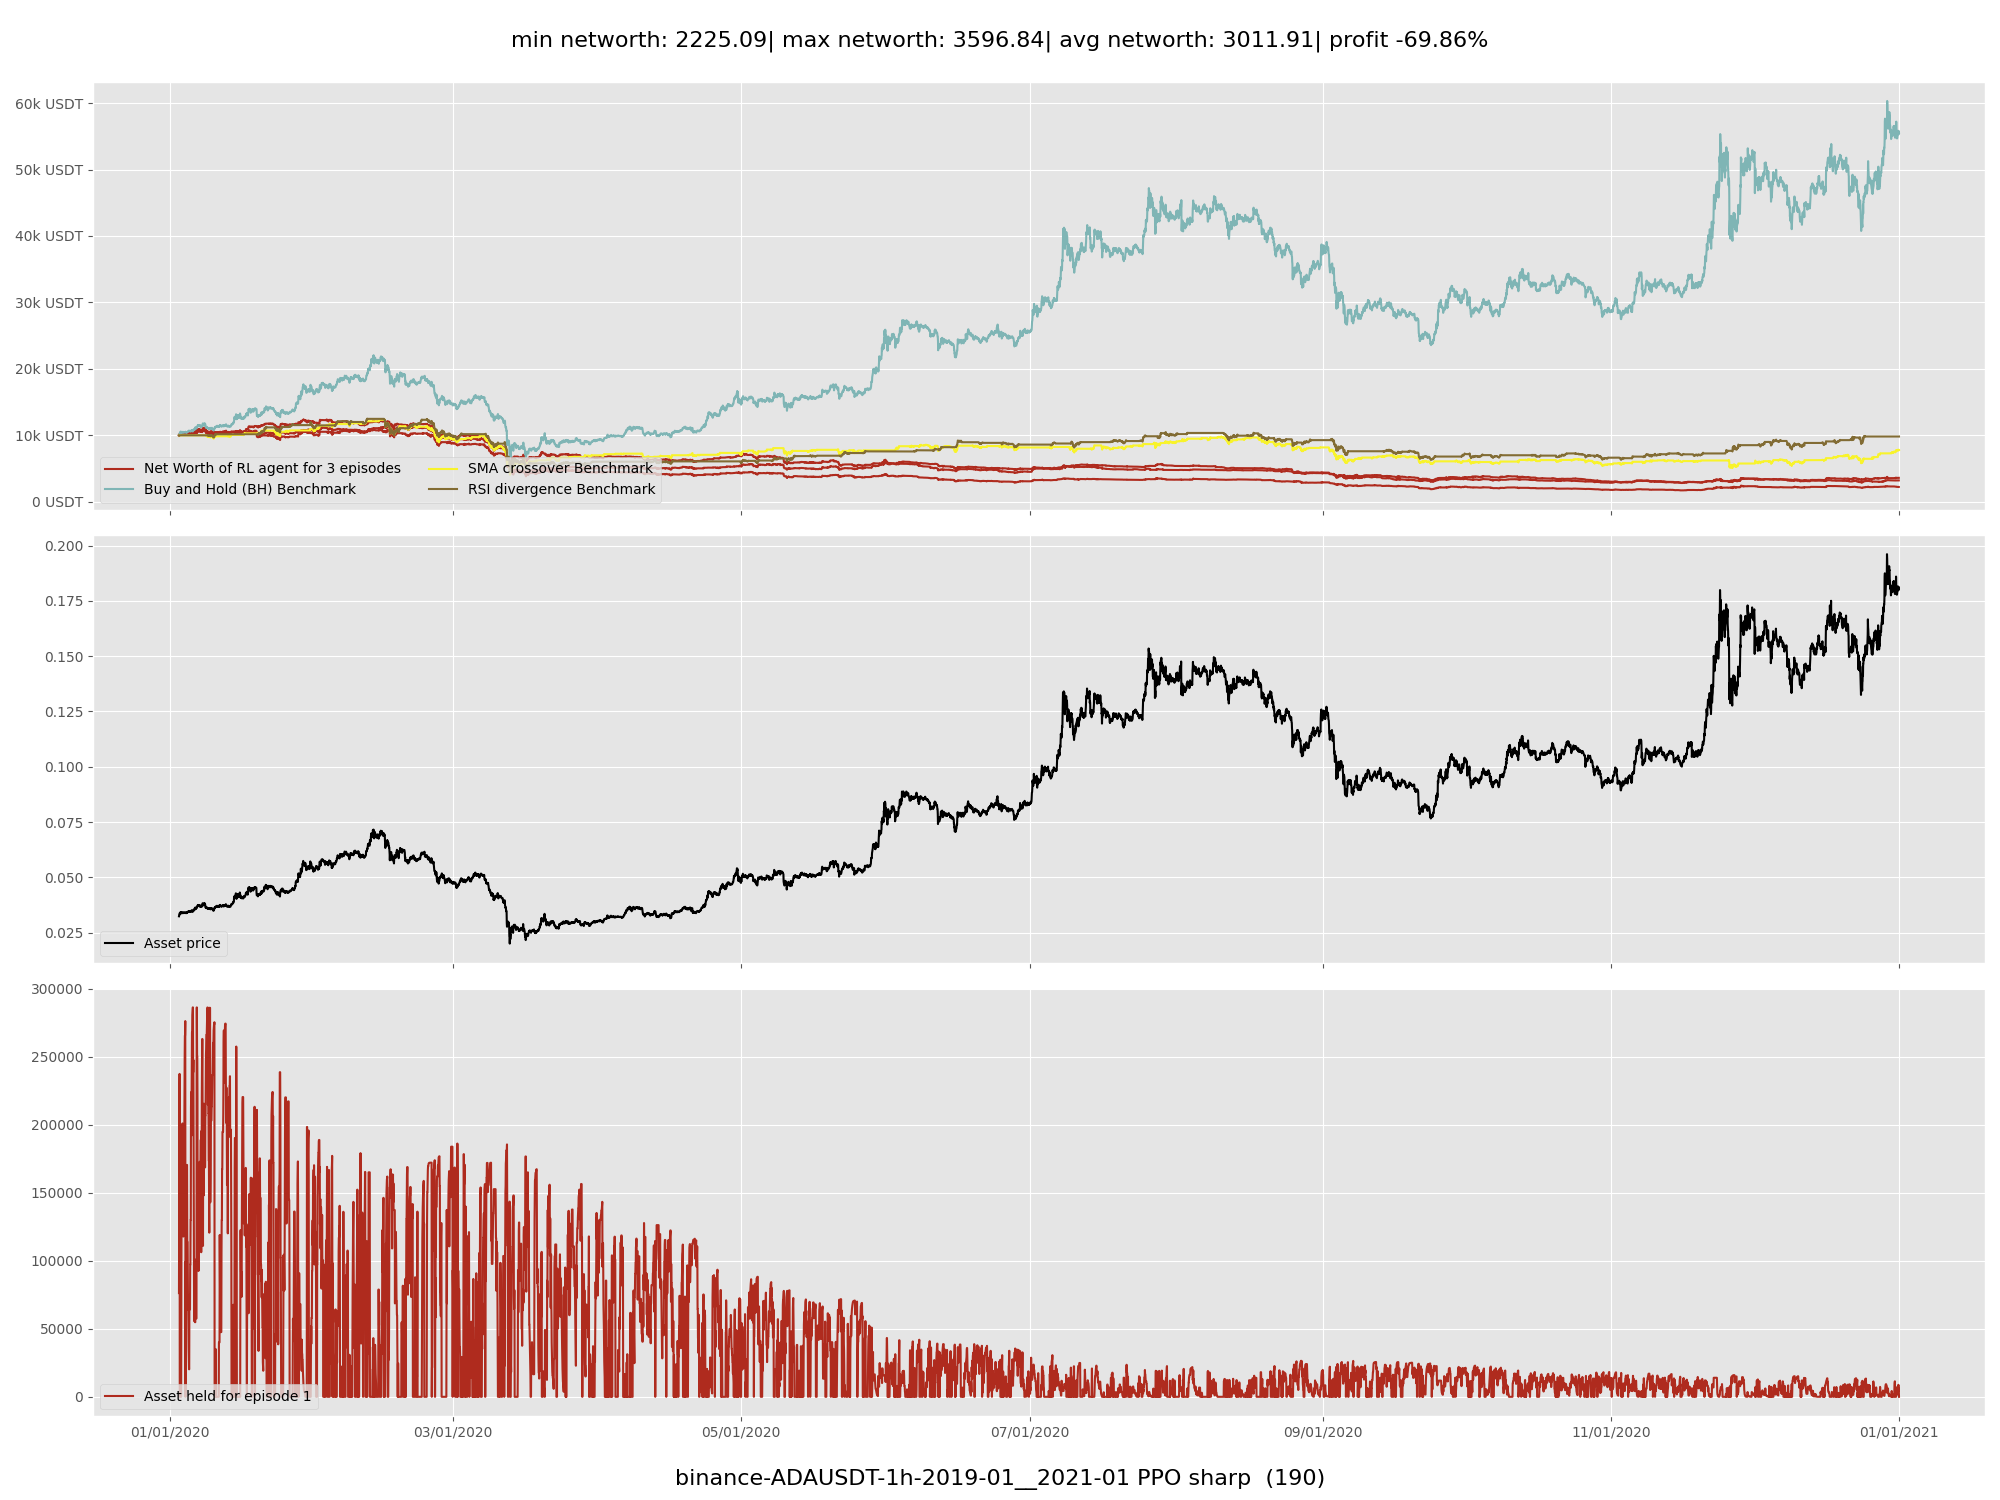 min networth: 2225.09| max networth: 3596.84| avg networth: 3011.91| profit -69.86%
60k USDT
50k USDT
40k USDT
30k USDT
20k USDT
10k USDT
0 USDT
Net Worth of RL agent for 3 episodes
Buy and Hold (BH) Benchmark
SMA crossover Benchmark
RSI divergence Benchmark
0.200
0.175
0.150
0.125
0.100
0.075
0.050
0.025
Asset price
300000
250000
200000
150000
100000
50000
0
Asset held for episode 1
01/01/2020 03/01/2020 05/01/2020 07/01/2020 09/01/2020 11/01/2020 01/01/2021
binance-ADAUSDT-1h-2019-01__2021-01 PPO sharp (190)